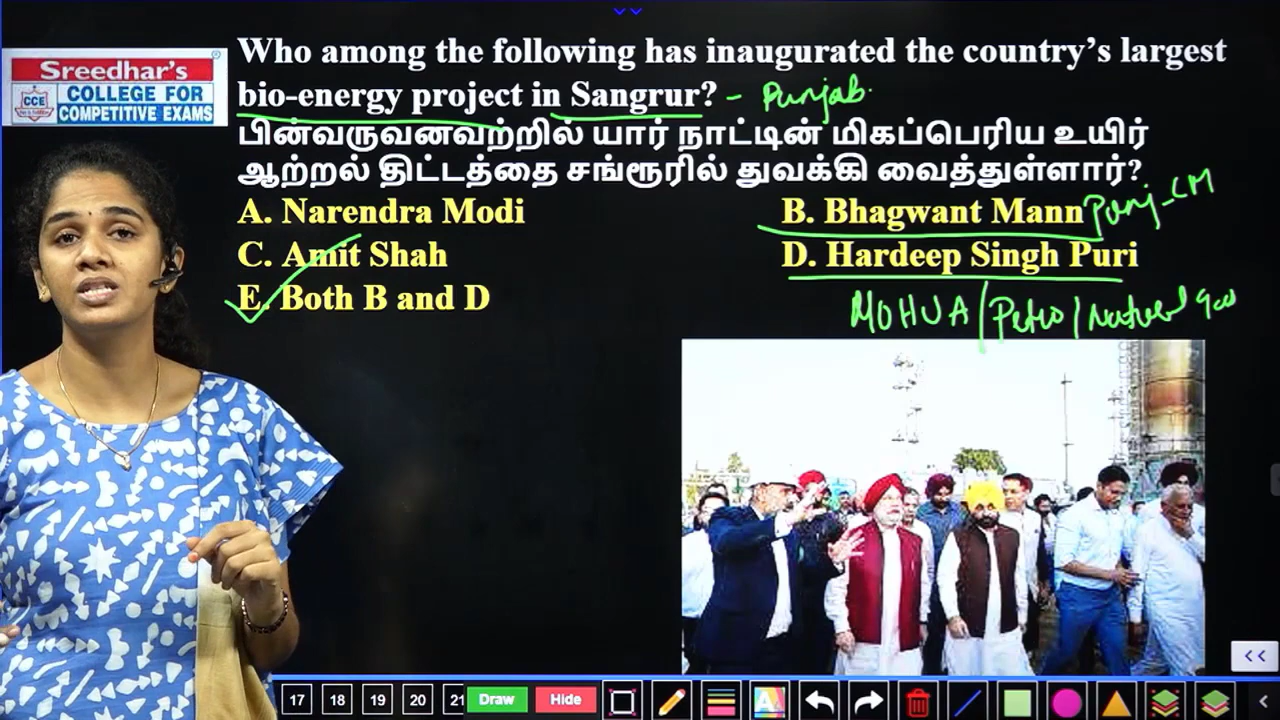 Sreedhar's
CCE
COLLEGE FOR
COMPETITIVE EXAMS
Who among the following has inaugurated the country's largest
bio-energy project in Sangrur? - Punjab.
பின்வருவனவற்றில் யார் நாட்டின் மிகப்பெரிய உயிர்
ஆற்றல் திட்டத்தை சங்ரூரில் துவக்கி வைத்துள்ளார்?
A. Narendra Modi
B. Bhagwant Mann Punj-CM
C. Amit Shah
D. Hardeep Singh Puri
E. Both B and D
MOHUA / Petro / Natural gas
17 18 19 20 21 Draw Hide